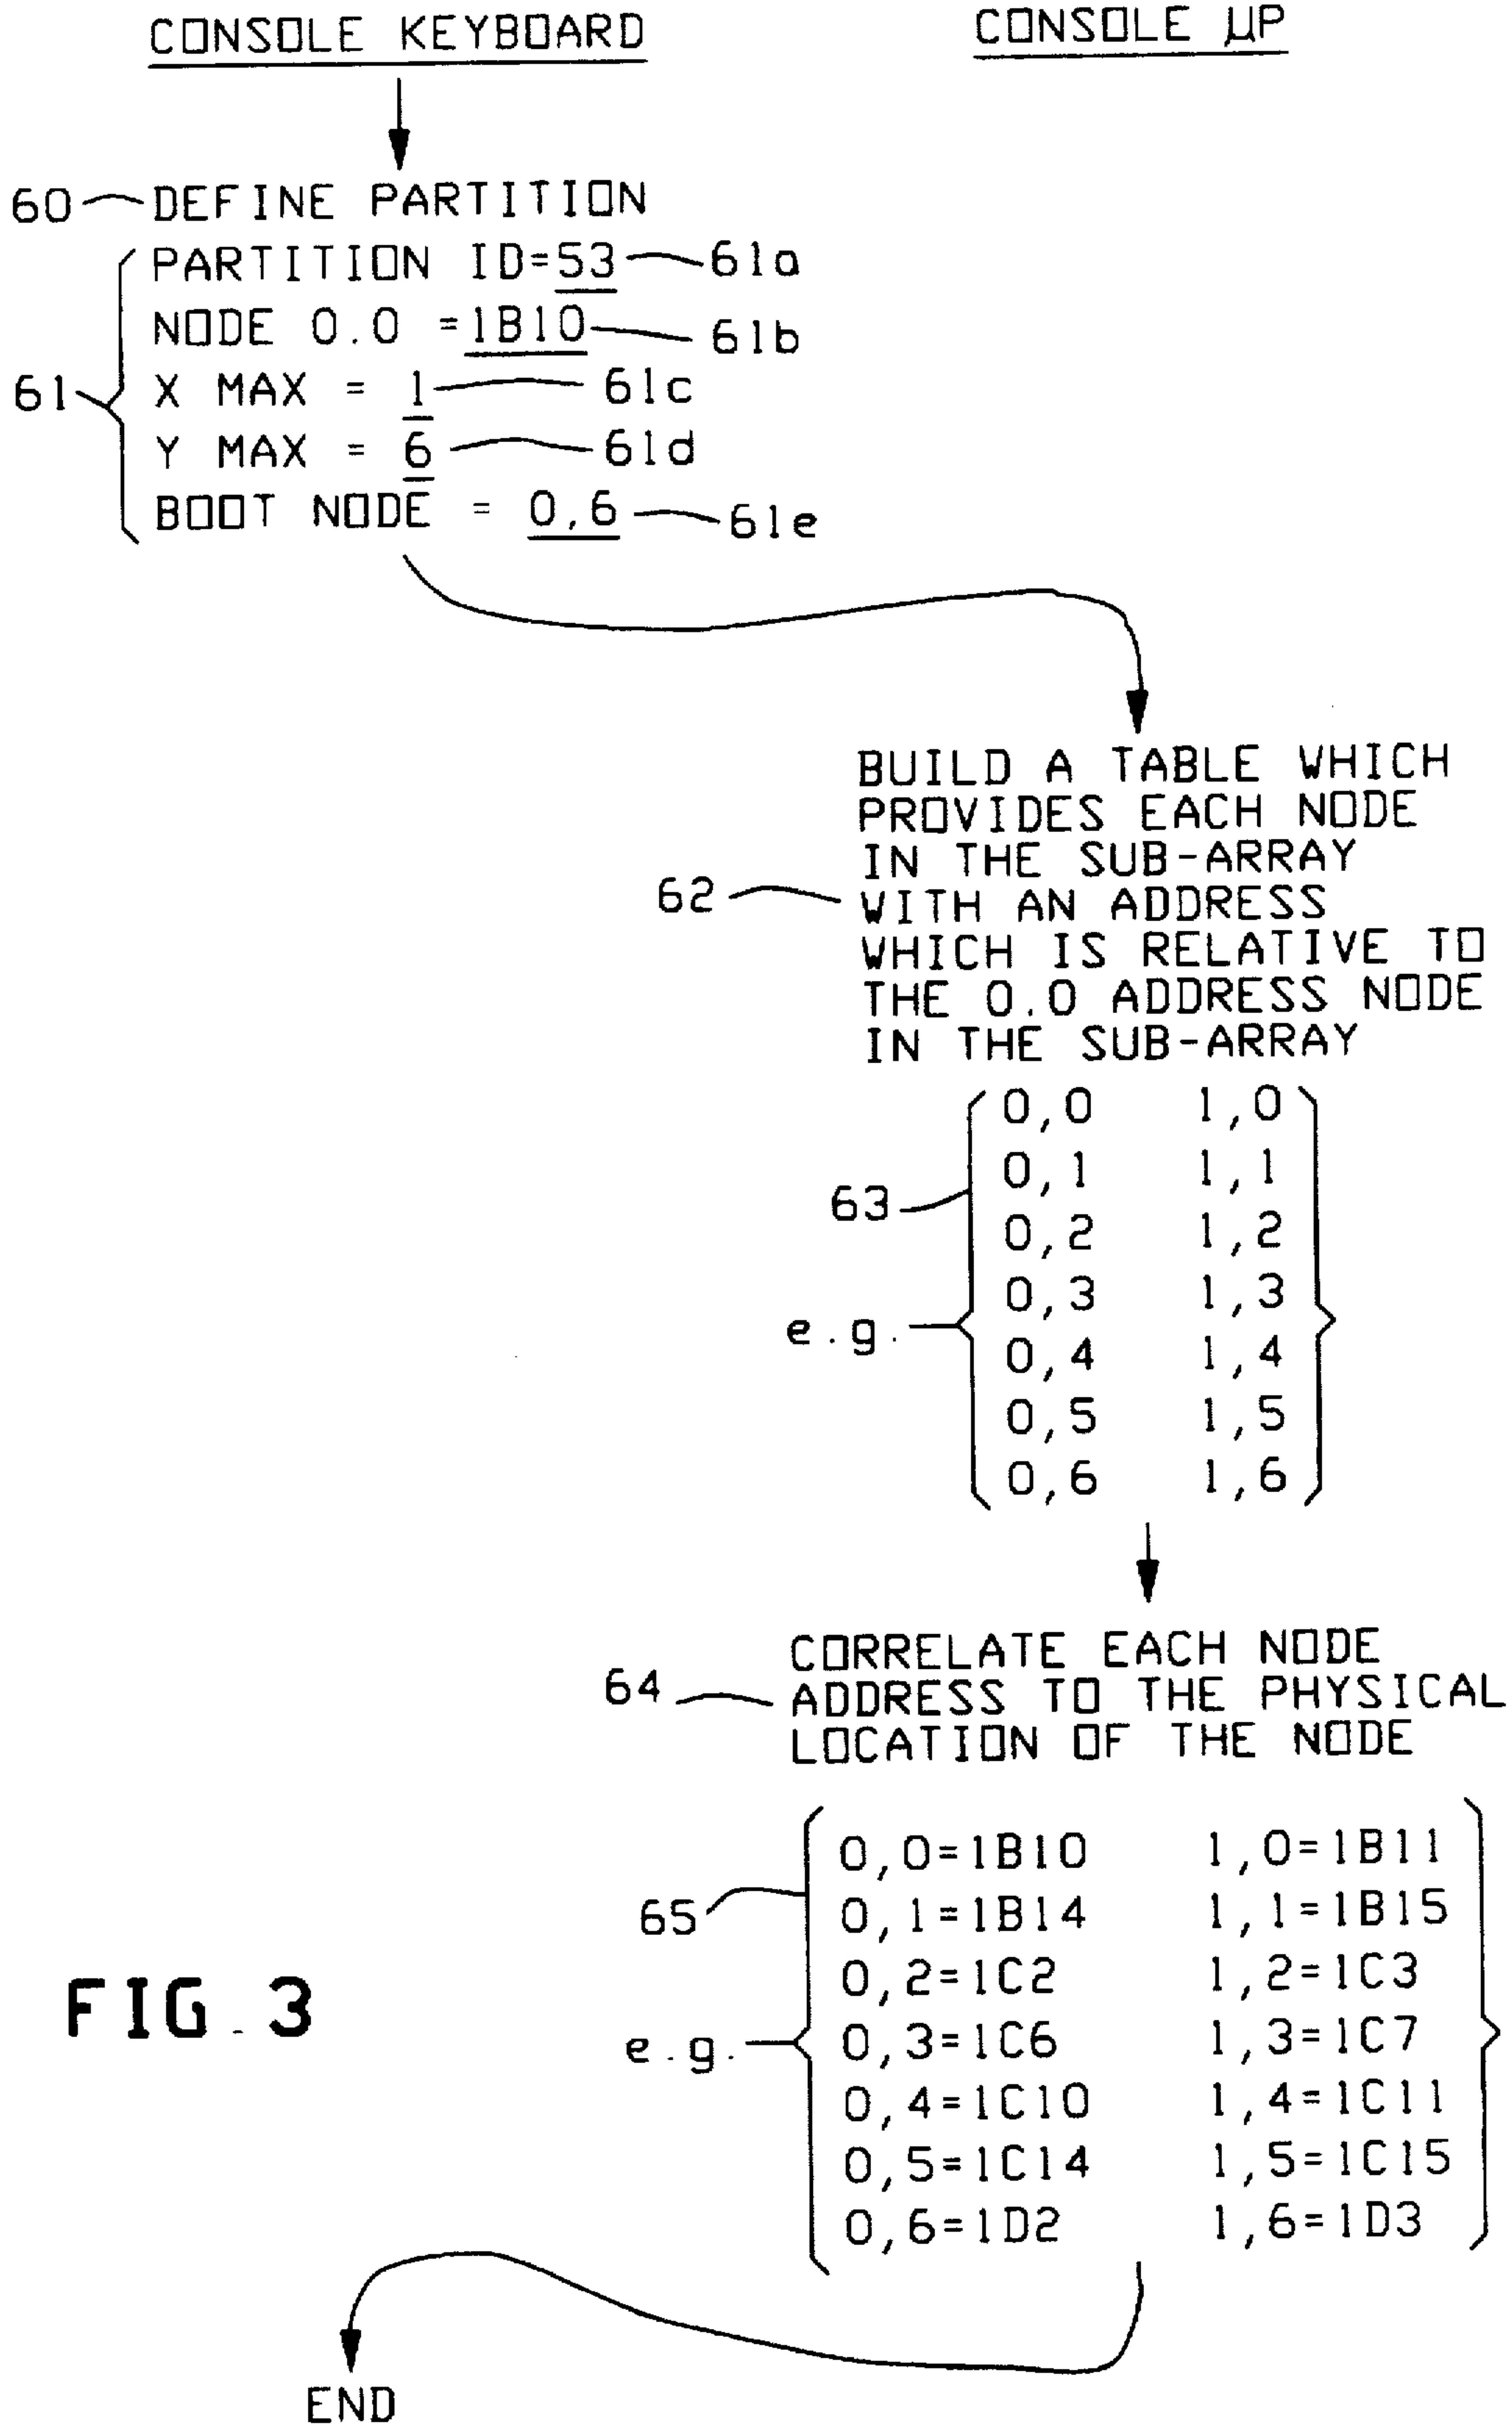 CONSOLE KEYBOARD
CONSOLE µP
60 DEFINE PARTITION
PARTITION ID=53 61a
NODE 0.0 =1B10 61b
61
X MAX = 1 61c
Y MAX = 6 61d
BOOT NODE = 0,6 61e
BUILD A TABLE WHICH
PROVIDES EACH NODE
IN THE SUB-ARRAY
62 WITH AN ADDRESS
WHICH IS RELATIVE TO
THE 0.0 ADDRESS NODE
IN THE SUB-ARRAY
0,0 1,0
0,1 1,1
63
0,2 1,2
0,3 1,3
e.g.
0,4 1,4
0,5 1,5
0,6 1,6
CORRELATE EACH NODE
64 ADDRESS TO THE PHYSICAL
LOCATION OF THE NODE
0,0=1B10 1,0=1B11
65 0,1=1B14 1,1=1B15
0,2=1C2 1,2=1C3
e.g. 0,3=1C6 1,3=1C7
0,4=1C10 1,4=1C11
0,5=1C14 1,5=1C15
0,6=1D2 1,6=1D3
FIG.3
END